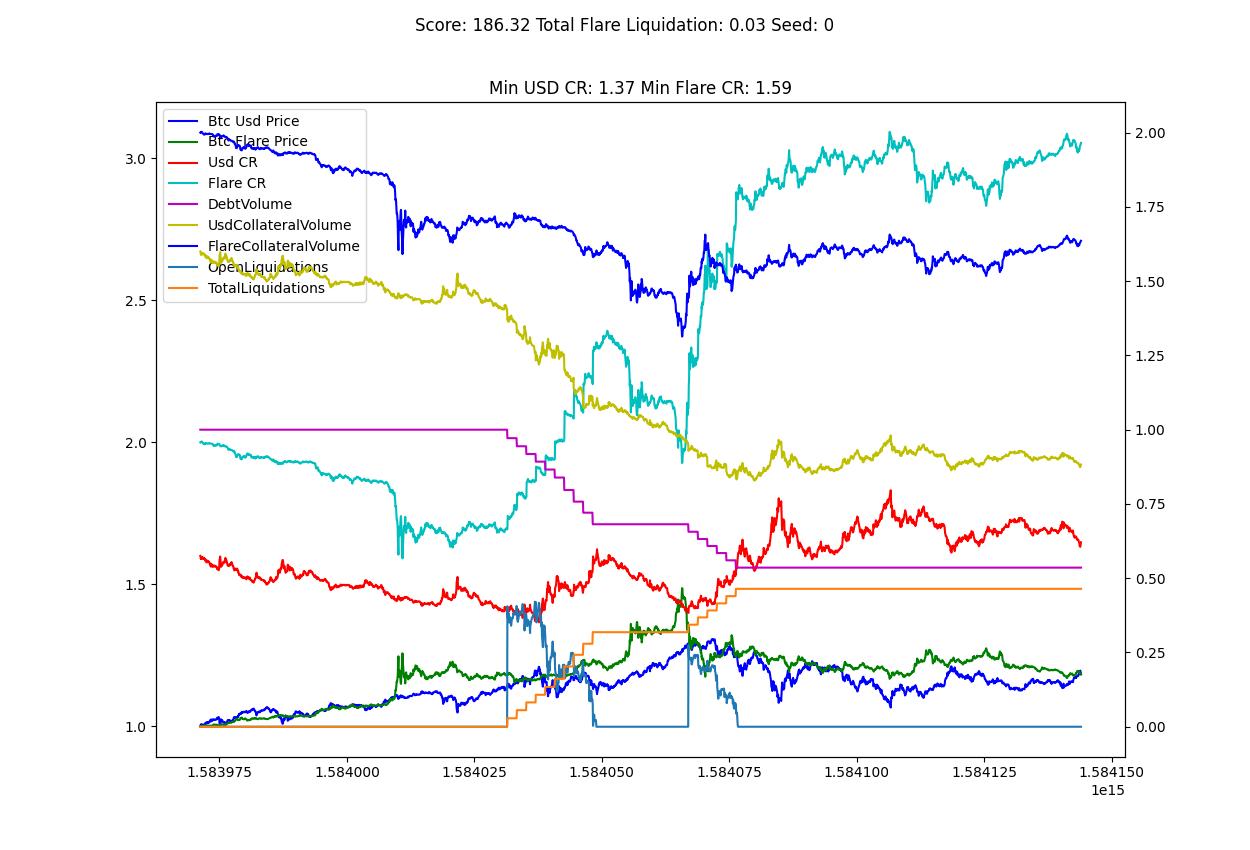 Score: 186.32 Total Flare Liquidation: 0.03 Seed: 0
Min USD CR: 1.37 Min Flare CR: 1.59
Btc Usd Price
Btc Flare Price
Usd CR
Flare CR
DebtVolume
UsdCollateralVolume
FlareCollateralVolume
OpenLiquidations
TotalLiquidations
3.0
2.5
2.0
1.5
1.0
2.00
1.75
1.50
1.25
1.00
0.75
0.50
0.25
0.00
1.583975 1.584000 1.584025 1.584050 1.584075 1.584100 1.584125 1.584150
1e15